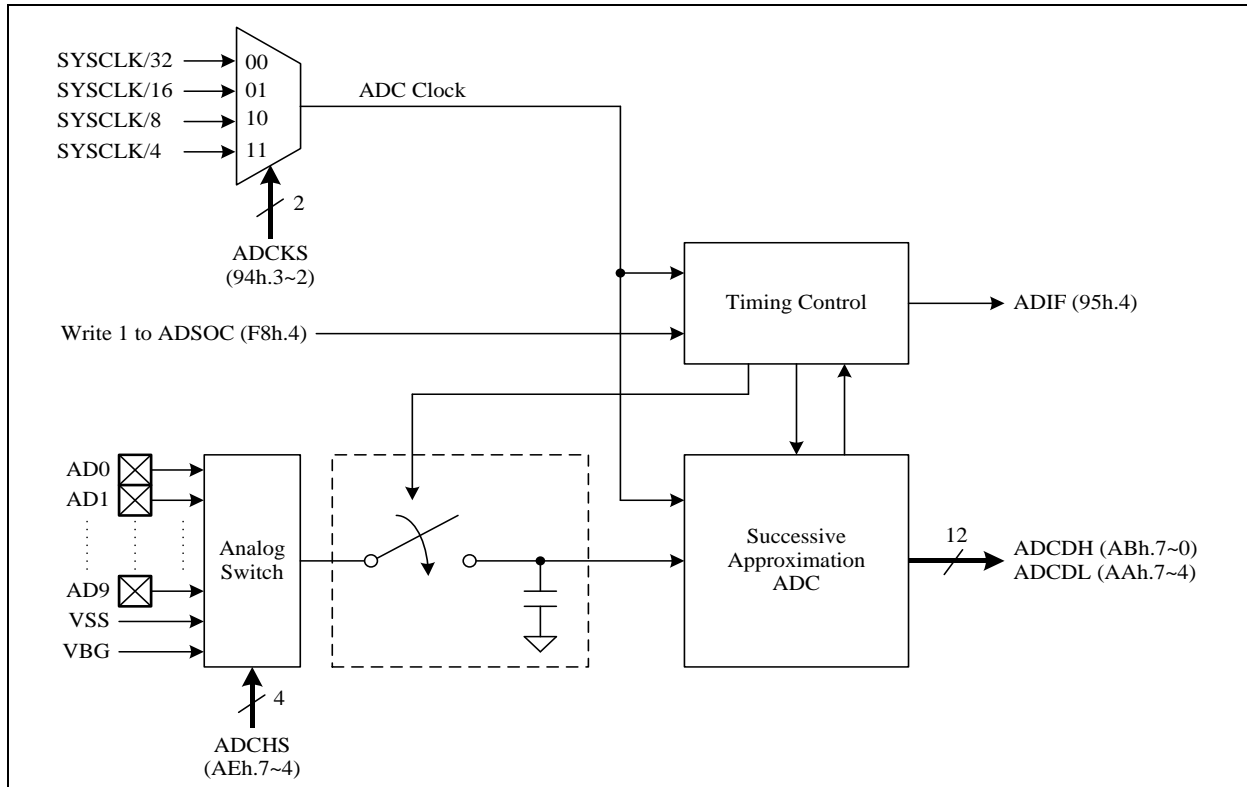 SYSCLK/32
00
SYSCLK/16
01
ADC Clock
SYSCLK/8
10
SYSCLK/4
11
2
ADCKS
(94h.3~2)
Timing Control
ADIF (95h.4)
Write 1 to ADSOC (F8h.4)
AD0
AD1
AD9
VSS
VBG
Analog
Switch
4
ADCHS
(AEh.7~4)
Successive
Approximation
ADC
12
ADCDH (ABh.7~0)
ADCDL (AAh.7~4)